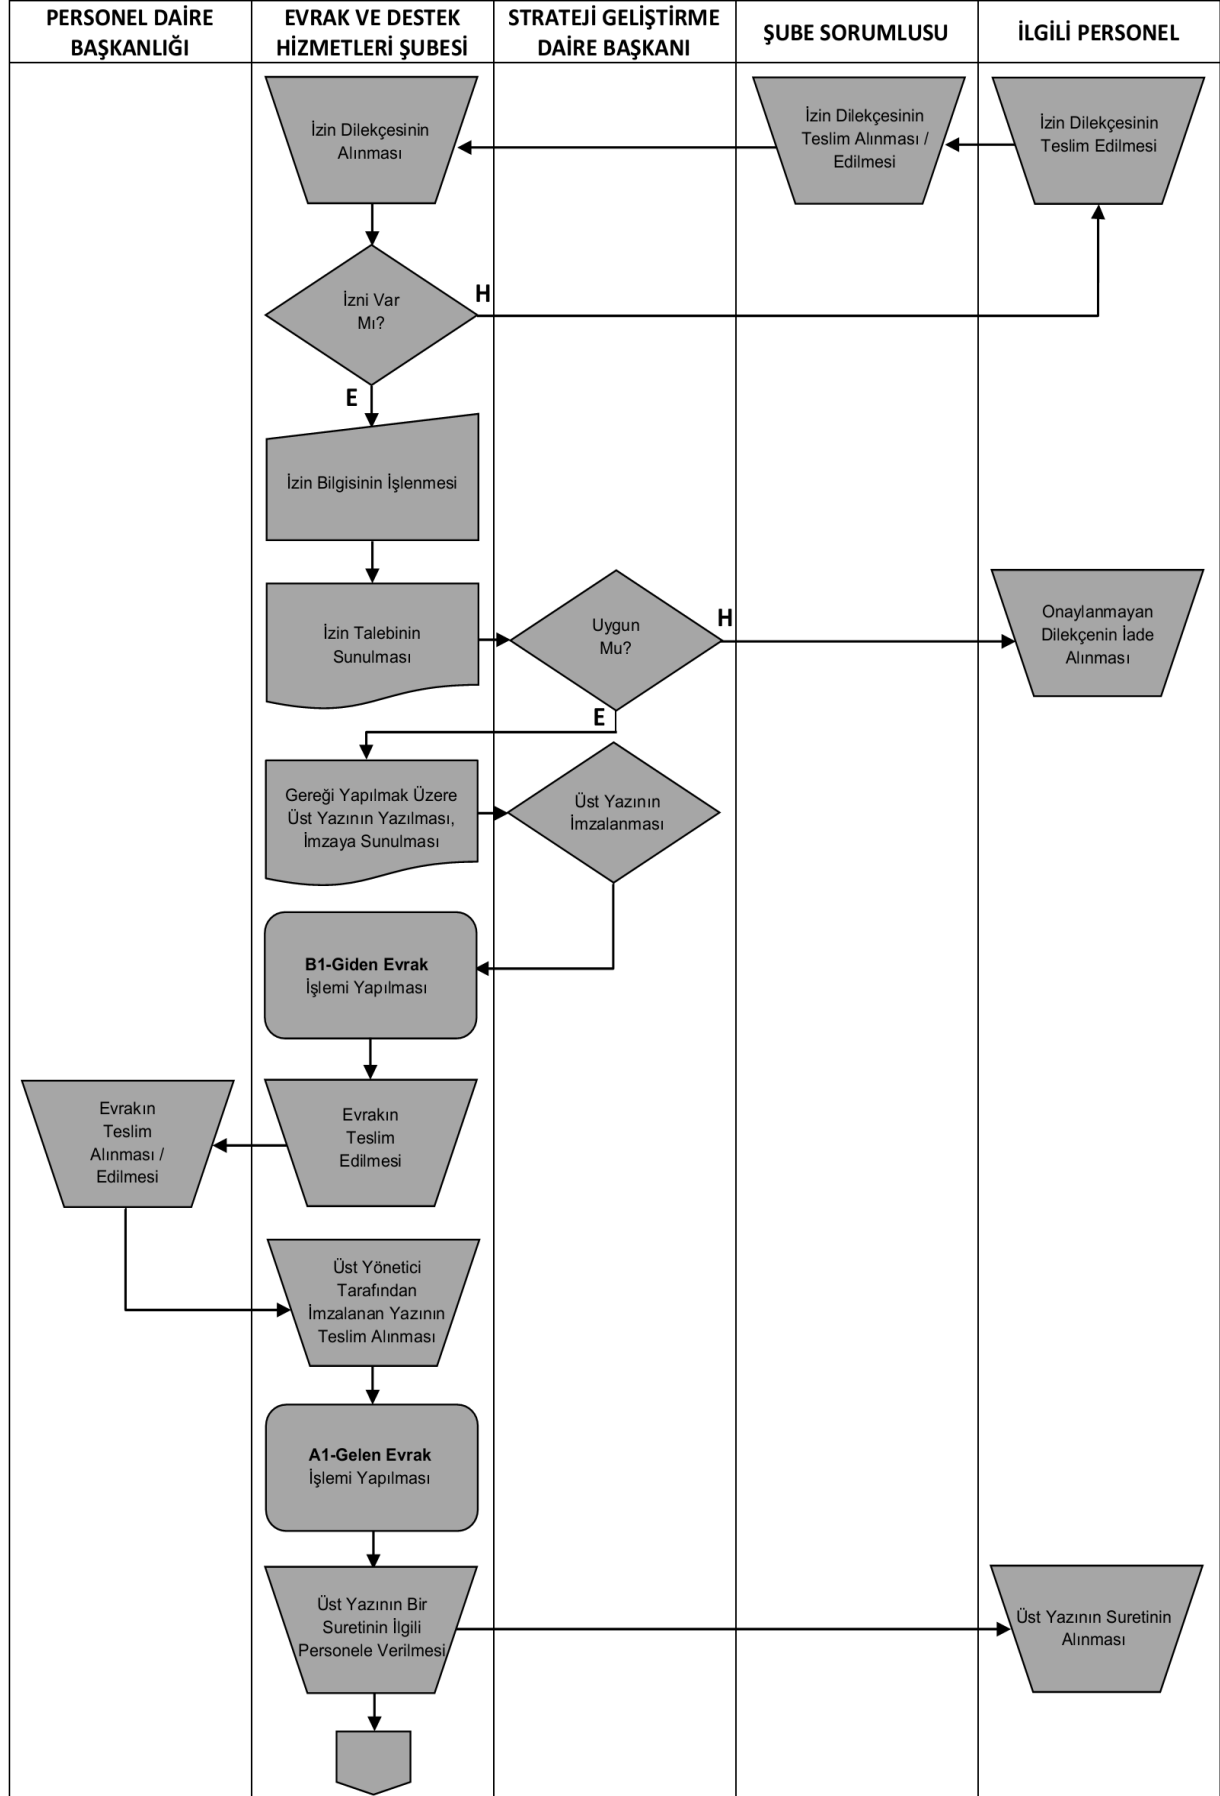 PERSONEL DAİRE
BAŞKANLIĞI
EVRAK VE DESTEK
HİZMETLERİ ŞUBESİ
STRATEJİ GELİŞTİRME
DAİRE BAŞKANI
ŞUBE SORUMLUSU
İLGİLİ PERSONEL
İzin Dilekçesinin
Alınması
İzin Dilekçesinin
Teslim Alınması /
Edilmesi
İzin Dilekçesinin
Teslim Edilmesi
İzni Var
Mı?
H
E
İzin Bilgisinin İşlenmesi
İzin Talebinin
Sunulması
Uygun
Mu?
H
Onaylanmayan
Dilekçenin İade
Alınması
E
Gereği Yapılmak Üzere
Üst Yazının Yazılması,
İmzaya Sunulması
Üst Yazının
İmzalanması
B1-Giden Evrak
İşlemi Yapılması
Evrakın
Teslim
Alınması /
Edilmesi
Evrakın
Teslim
Edilmesi
Üst Yönetici
Tarafından
İmzalanan Yazının
Teslim Alınması
A1-Gelen Evrak
İşlemi Yapılması
Üst Yazının Bir
Suretinin İlgili
Personele Verilmesi
Üst Yazının Suretinin
Alınması